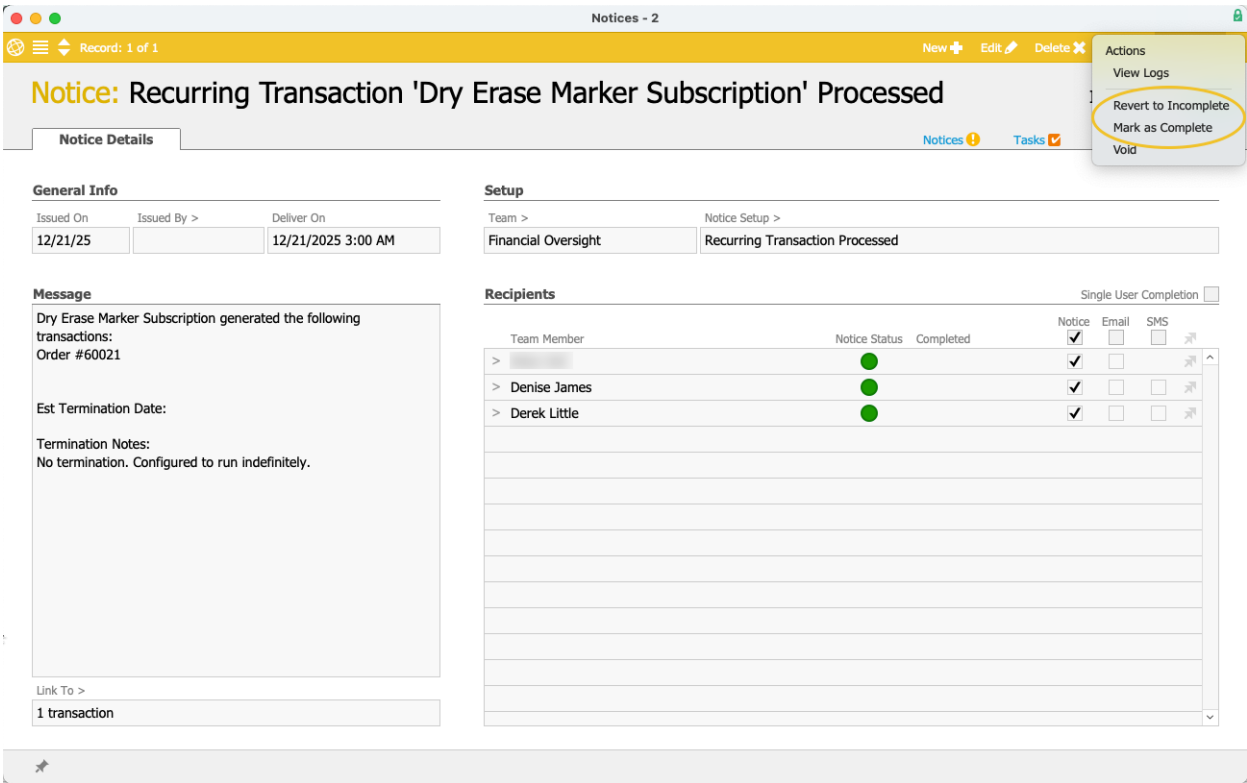 Notices - 2
Record: 1 of 1
New Edit Delete
Actions
View Logs
Revert to Incomplete
Mark as Complete
Void
Notice: Recurring Transaction 'Dry Erase Marker Subscription' Processed
Notice Details
Notices Tasks
General Info
Issued On Issued By > Deliver On
12/21/25 12/21/2025 3:00 AM
Setup
Team > Notice Setup >
Financial Oversight Recurring Transaction Processed
Message
Dry Erase Marker Subscription generated the following
transactions:
Order #60021
Est Termination Date:
Termination Notes:
No termination. Configured to run indefinitely.
Link To >
1 transaction
Recipients Single User Completion
Notice Email SMS
Team Member Notice Status Completed
>
> Denise James
> Derek Little